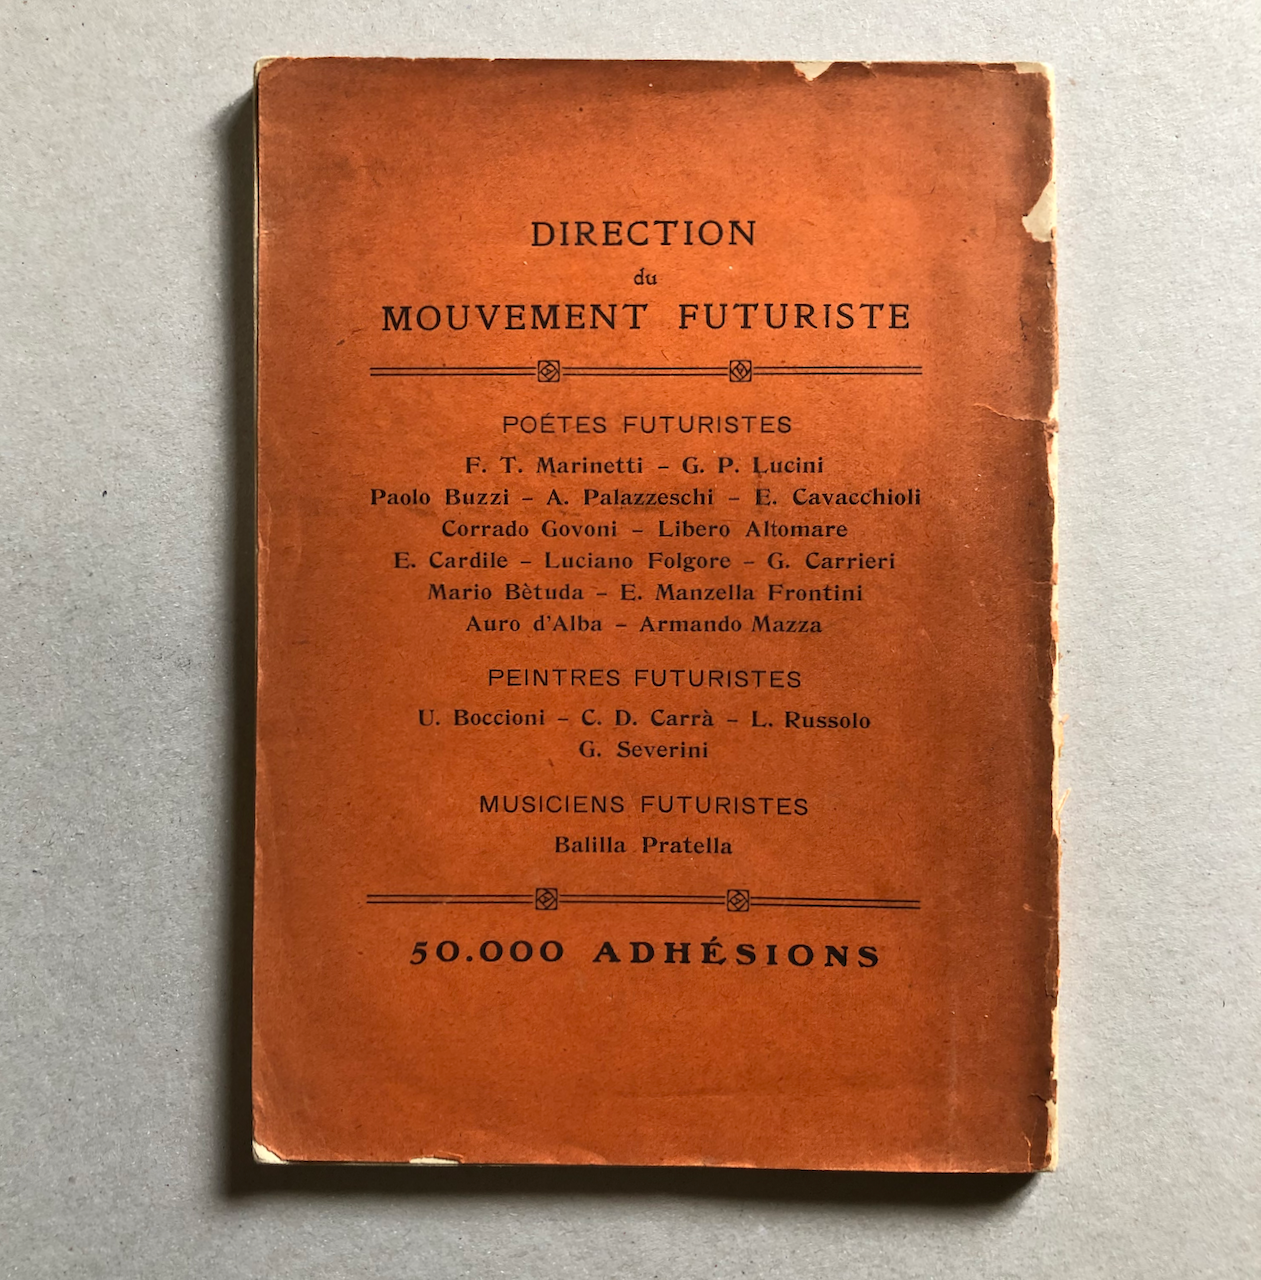 DIRECTION
du
MOUVEMENT FUTURISTE
POÉTES FUTURISTES
F. T. Marinetti – G. P. Lucini
Paolo Buzzi – A. Palazzeschi – E. Cavacchioli
Corrado Govoni – Libero Altomare
E. Cardile – Luciano Folgore – G. Carrieri
Mario Bètuda – E. Manzella Frontini
Auro d'Alba – Armando Mazza
PEINTRES FUTURISTES
U. Boccioni – C. D. Carrà – L. Russolo
G. Severini
MUSICIENS FUTURISTES
Balilla Pratella
50.000 ADHÉSIONS